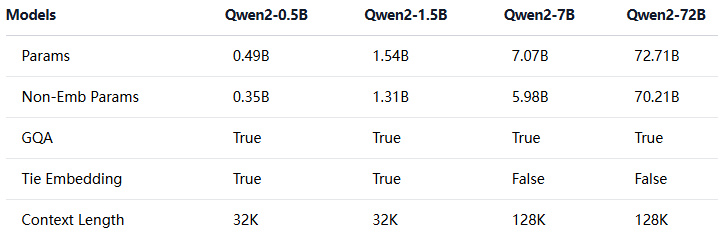 Models Qwen2-0.5B Qwen2-1.5B Qwen2-7B Qwen2-72B
Params 0.49B 1.54B 7.07B 72.71B
Non-Emb Params 0.35B 1.31B 5.98B 70.21B
GQA True True True True
Tie Embedding True True False False
Context Length 32K 32K 128K 128K